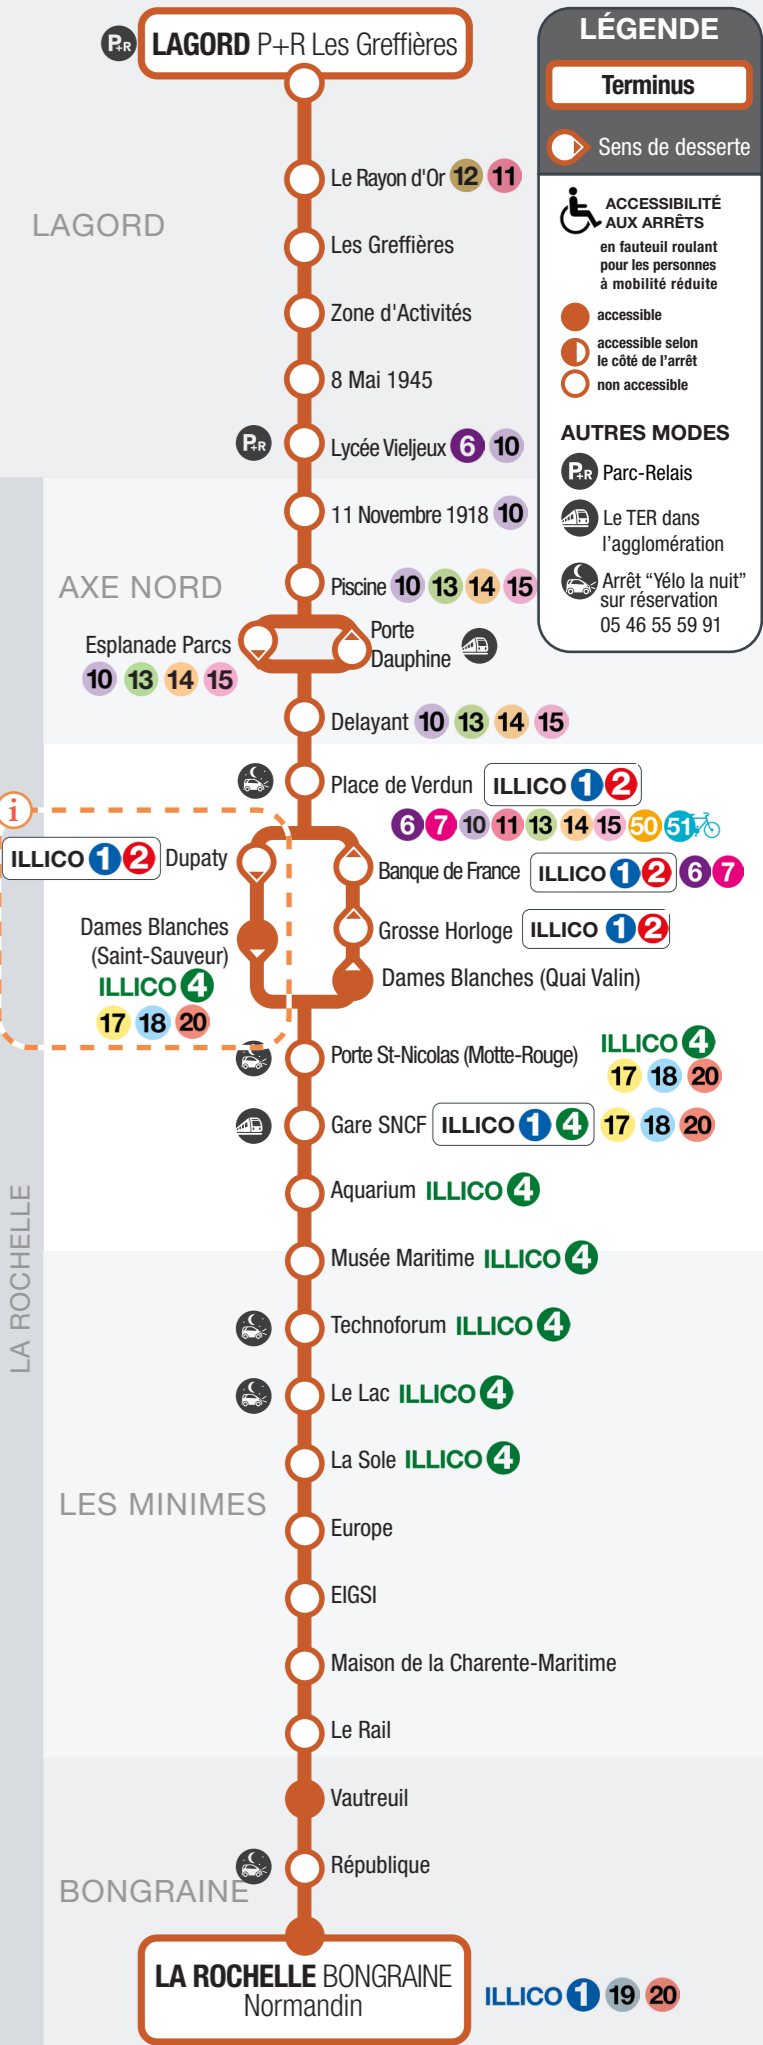 P+R LAGORD P+R Les Greffières
LÉGENDE
Terminus
Sens de desserte
ACCESSIBILITÉ
AUX ARRÊTS
en fauteuil roulant
pour les personnes
à mobilité réduite
accessible
accessible selon
le côté de l'arrêt
non accessible
AUTRES MODES
P+R Parc-Relais
Le TER dans
l'agglomération
Arrêt "Yélo la nuit"
sur réservation
05 46 55 59 91
LAGORD
Le Rayon d'Or 12 11
Les Greffières
Zone d'Activités
8 Mai 1945
P+R Lycée Vieljeux 6 10
AXE NORD
11 Novembre 1918 10
Piscine 10 13 14 15
Esplanade Parcs
10 13 14 15
Porte
Dauphine
Delayant 10 13 14 15
LA ROCHELLE
Place de Verdun ILLICO 1 2
6 7 10 11 13 14 15 50 51
i
ILLICO 1 2 Dupaty
Dames Blanches
(Saint-Sauveur)
ILLICO 4
17 18 20
Banque de France ILLICO 1 2 6 7
Grosse Horloge ILLICO 1 2
Dames Blanches (Quai Valin)
Porte St-Nicolas (Motte-Rouge) ILLICO 4
17 18 20
Gare SNCF ILLICO 1 4 17 18 20
Aquarium ILLICO 4
LES MINIMES
Musée Maritime ILLICO 4
Technoforum ILLICO 4
Le Lac ILLICO 4
La Sole ILLICO 4
Europe
EIGSI
Maison de la Charente-Maritime
Le Rail
BONGRAINE
Vautreuil
République
LA ROCHELLE BONGRAINE
Normandin
ILLICO 1 19 20